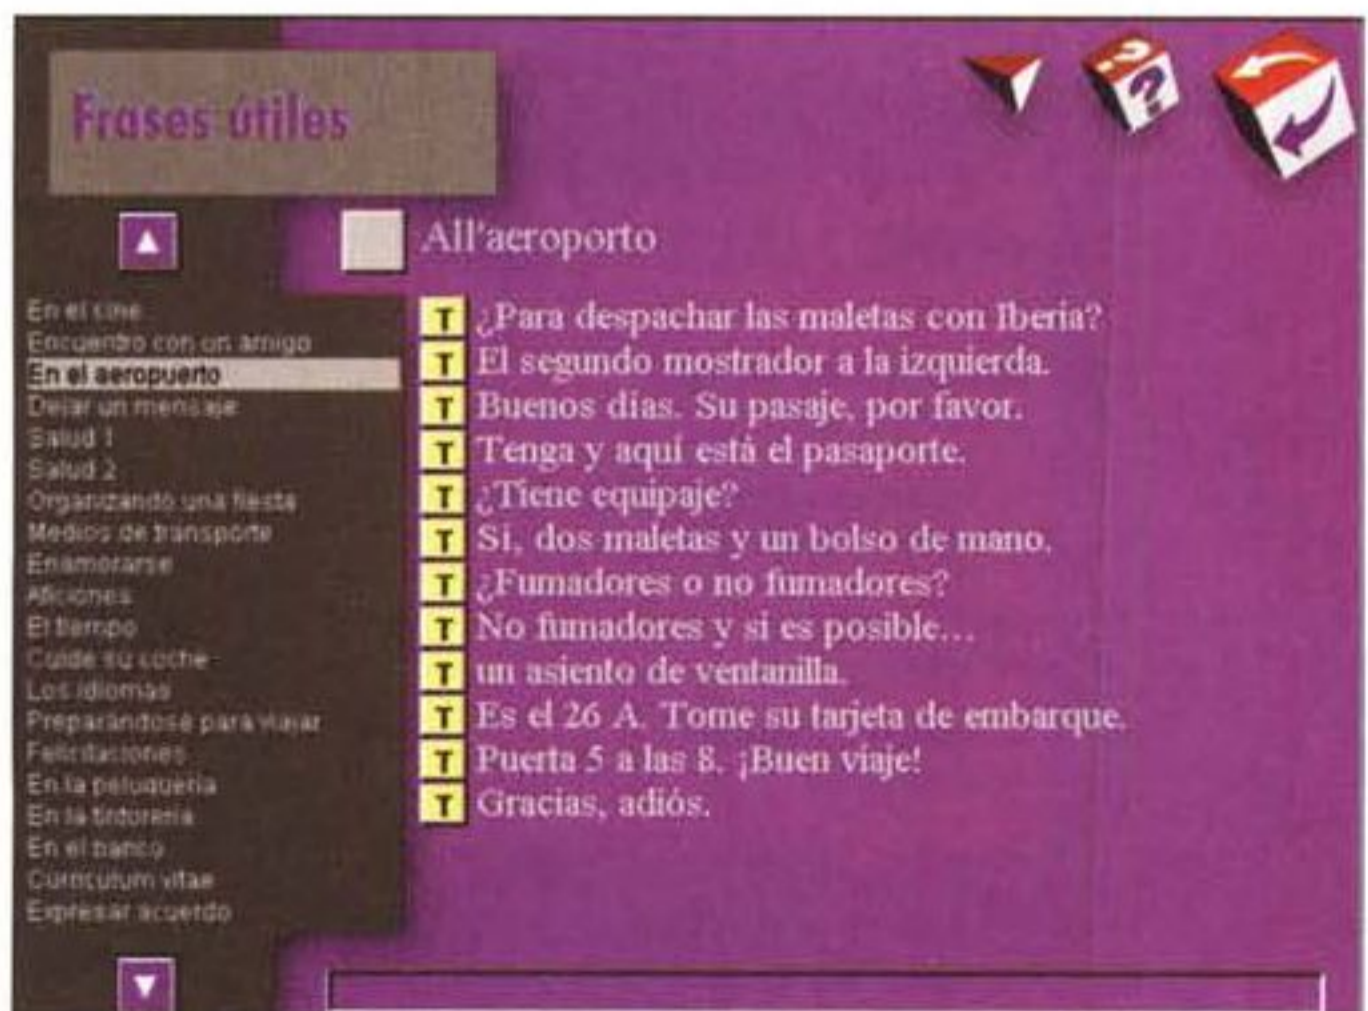 Frases útiles
All'aeroporto
En el cine
Encuentro con un amigo
En el aeropuerto
Dejar un mensaje
Salud 1
Salud 2
Organizando una fiesta
Medios de transporte
Enamorarse
Aficiones
El tiempo
Cuide su coche
Los idiomas
Preparándose para viajar
Felicitaciones
En la peluquería
En la tintorería
En el banco
Curriculum vitae
Expresar acuerdo
T ¿Para despachar las maletas con Iberia?
T El segundo mostrador a la izquierda.
T Buenos días. Su pasaje, por favor.
T Tenga y aquí está el pasaporte.
T ¿Tiene equipaje?
T Sí, dos maletas y un bolso de mano.
T ¿Fumadores o no fumadores?
T No fumadores y si es posible...
T un asiento de ventanilla.
T Es el 26 A. Tome su tarjeta de embarque.
T Puerta 5 a las 8. ¡Buen viaje!
T Gracias, adiós.